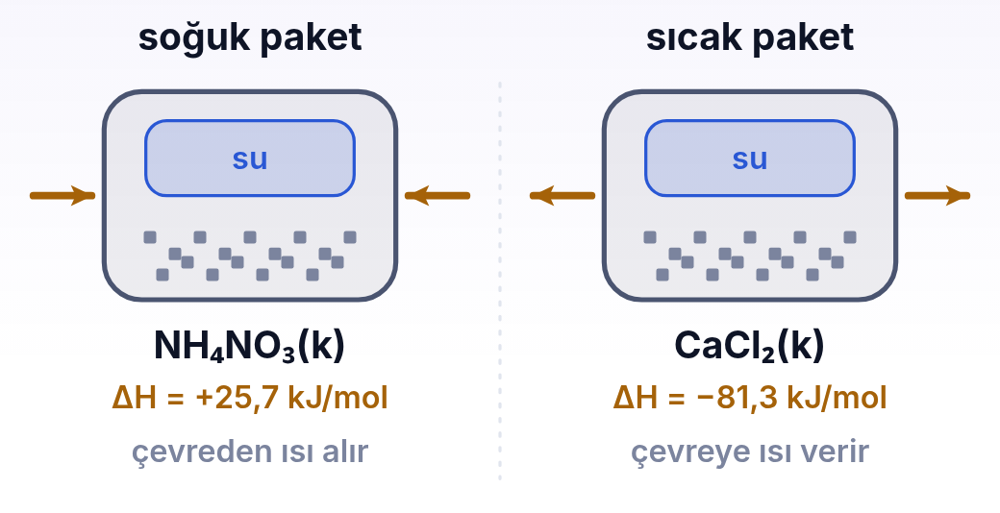 soğuk paket
su
NH₄NO₃(k)
ΔH = +25,7 kJ/mol
çevreden ısı alır
sıcak paket
su
CaCl₂(k)
ΔH = −81,3 kJ/mol
çevreye ısı verir